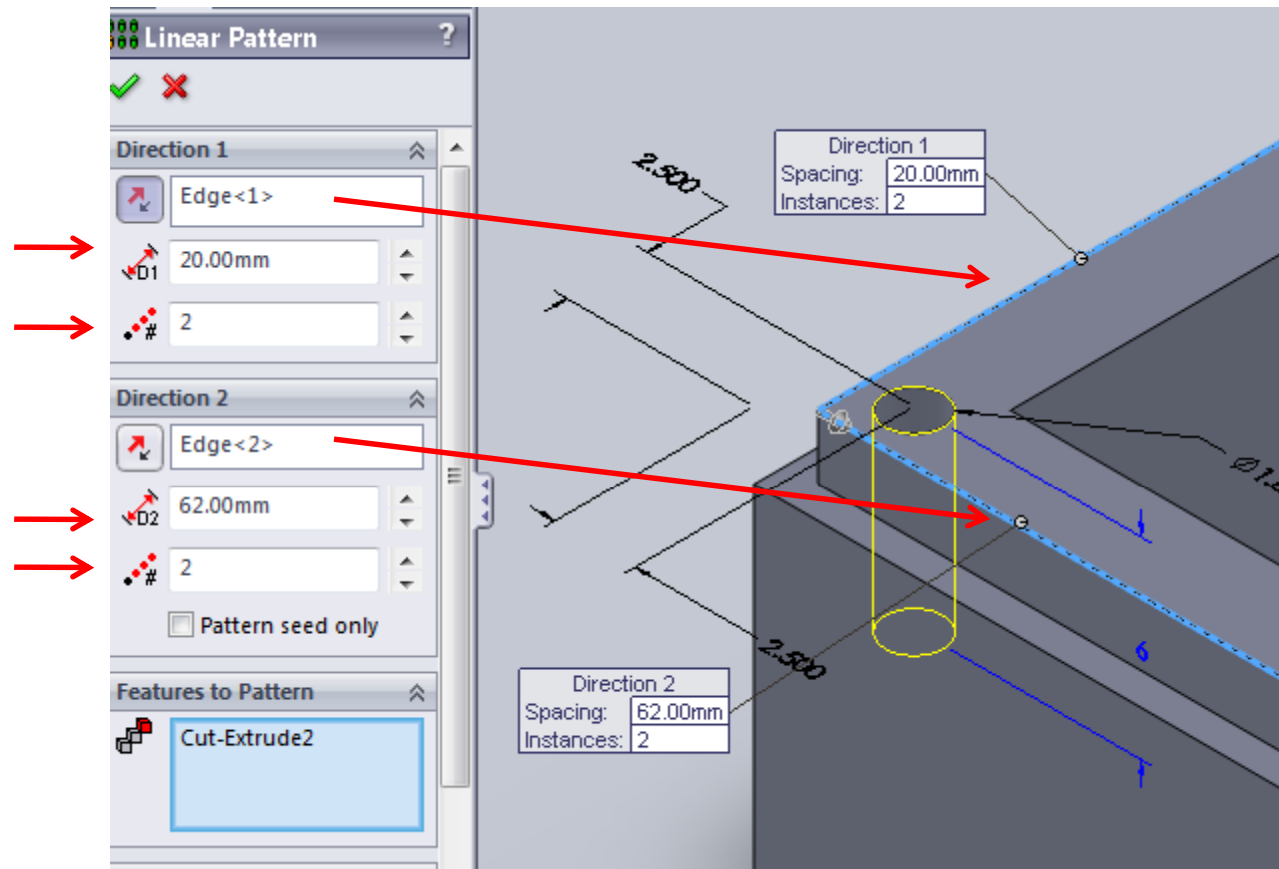 Linear Pattern ?
Direction 1
Edge<1>
D1 20.00mm
# 2
Direction 2
Edge<2>
D2 62.00mm
# 2
Pattern seed only
Features to Pattern
Cut-Extrude2
2.500
Direction 1
Spacing: 20.00mm
Instances: 2
2.500
6
Direction 2
Spacing: 62.00mm
Instances: 2